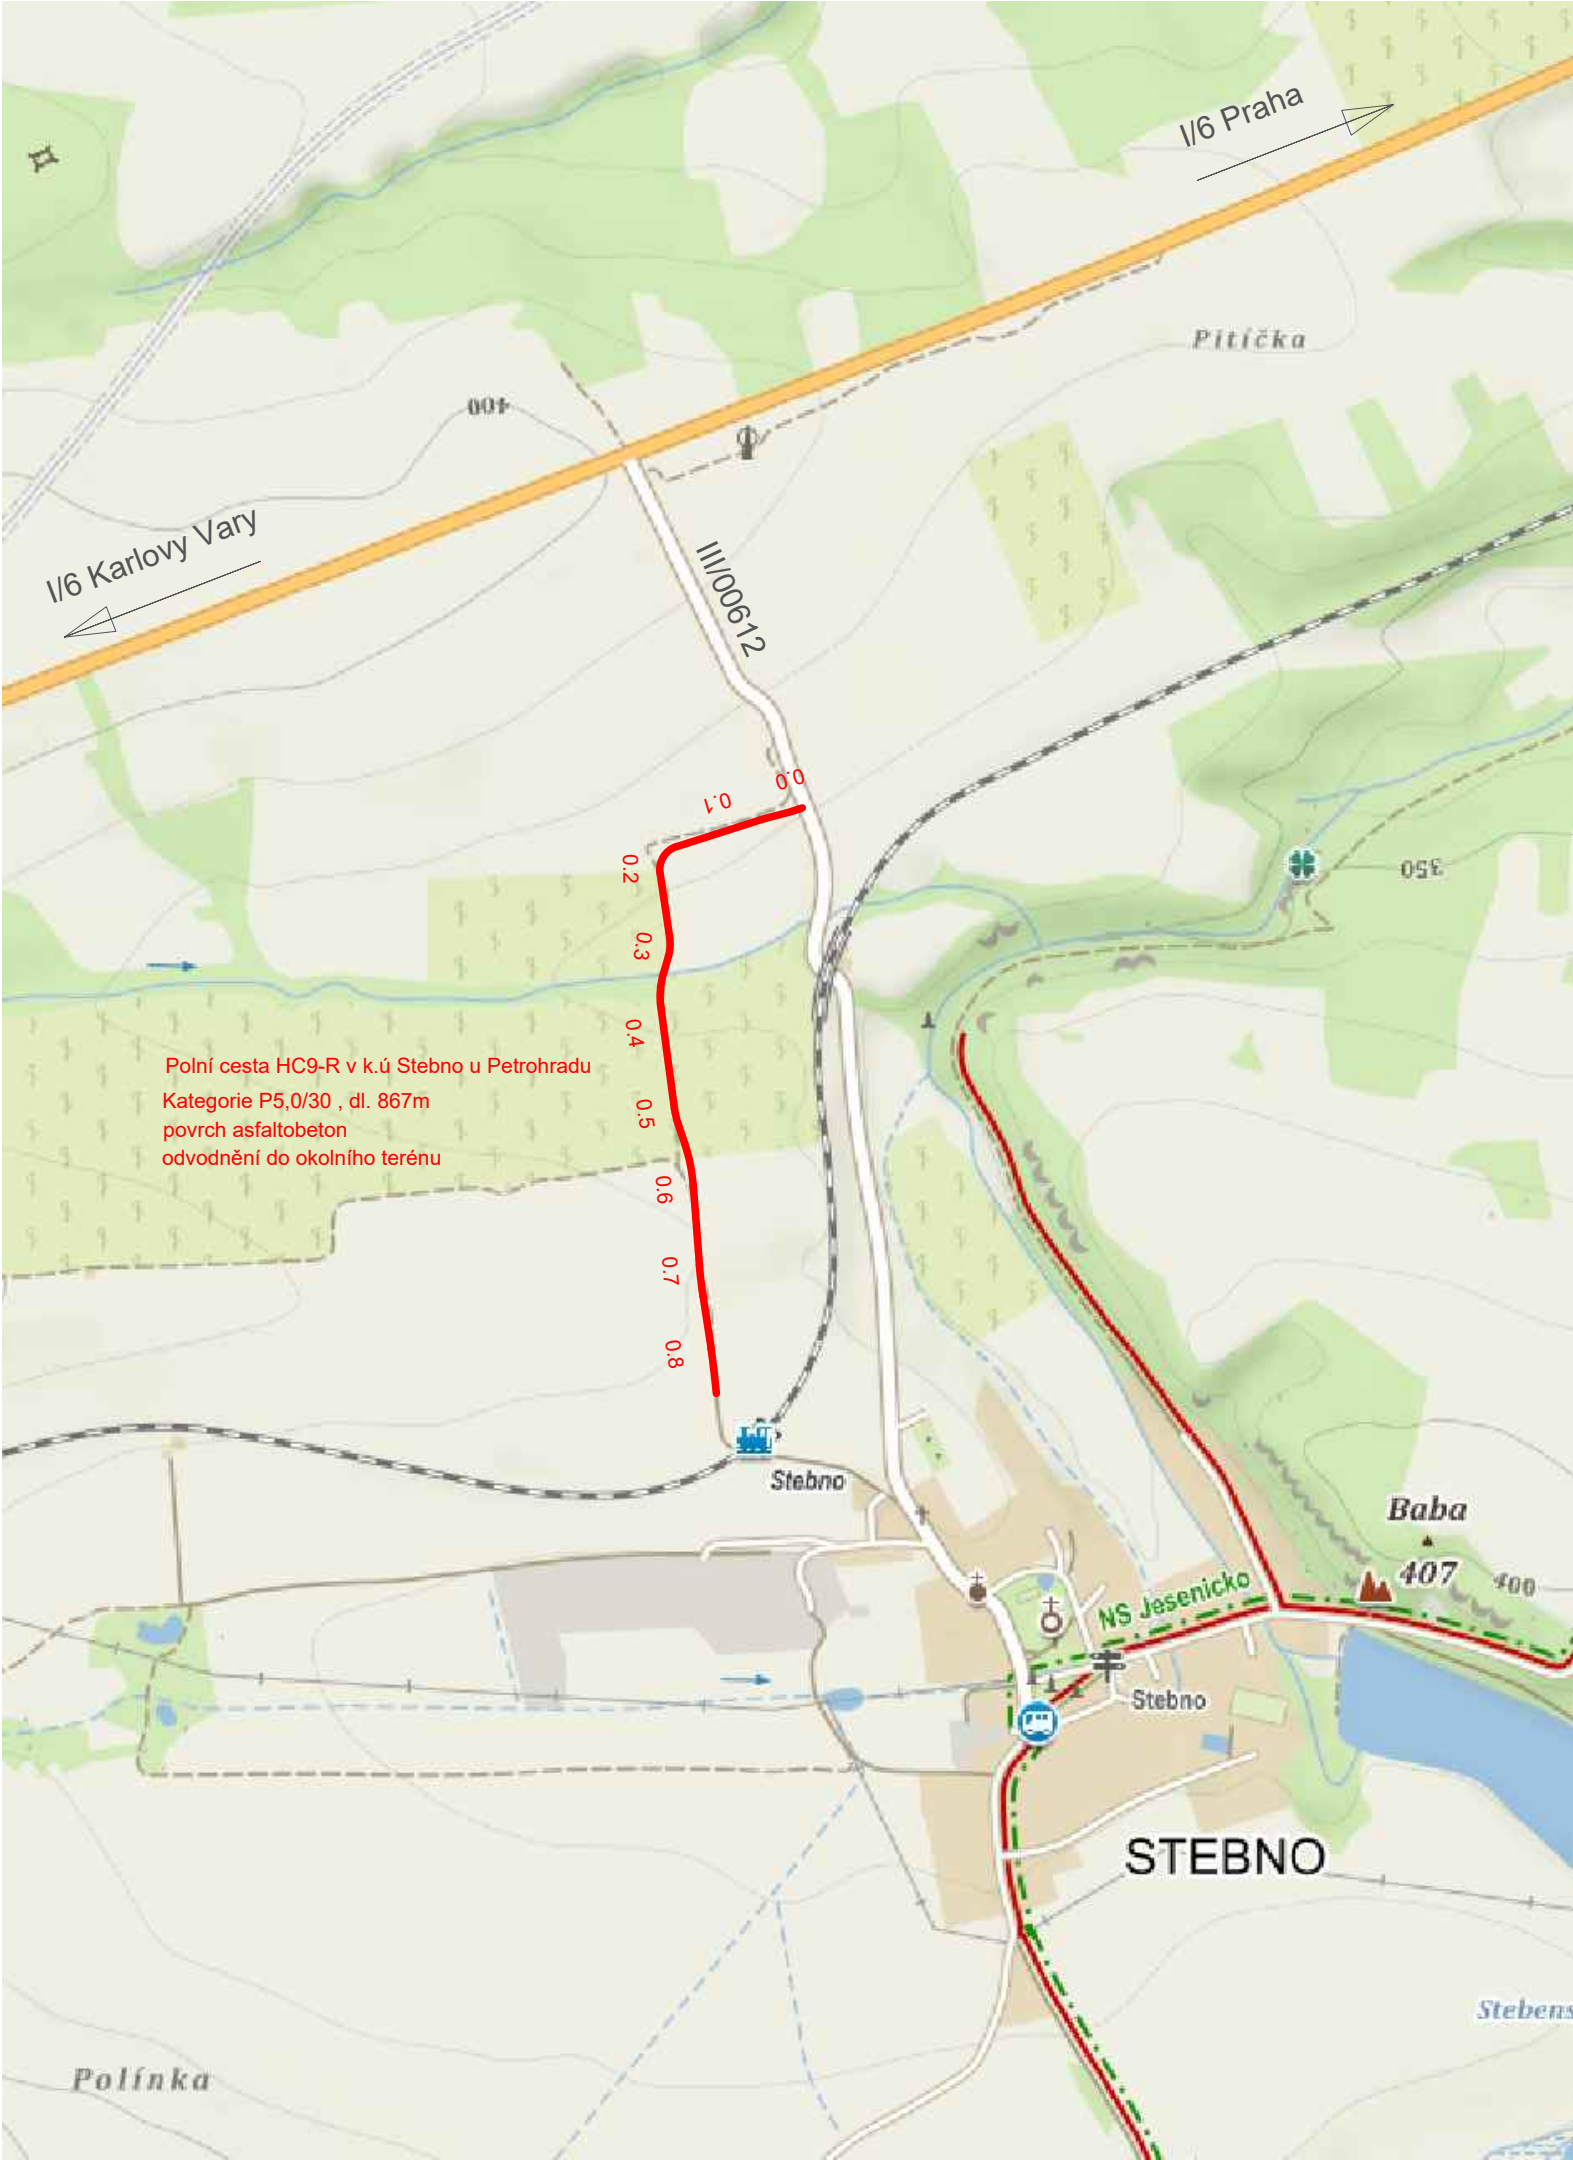 I/6 Praha
Pitíčka
400
I/6 Karlovy Vary
III/00612
0.0
0.1
0.2
350
0.3
0.4
Polní cesta HC9-R v k.ú Stebno u Petrohradu
Kategorie P5,0/30 , dl. 867m
povrch asfaltobeton
odvodnění do okolního terénu
0.5
0.6
0.7
0.8
Stebno
Baba
407
400
NS Jesenicko
Stebno
STEBNO
Stebens
Polínka